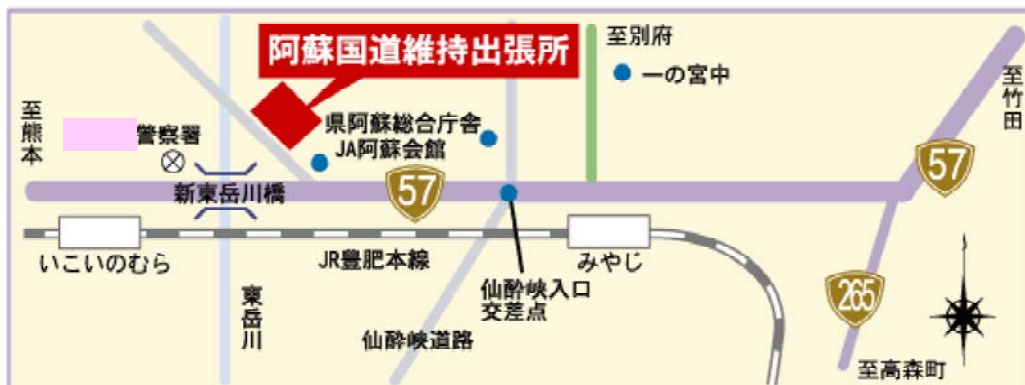 阿蘇国道維持出張所
至別府
一の宮中
至竹田
至熊本
警察署
県阿蘇総合庁舎
JA阿蘇会館
新東岳川橋
57
57
いこいのむら
JR豊肥本線
みやじ
仙酔峡入口
交差点
265
東岳川
仙酔峡道路
至高森町